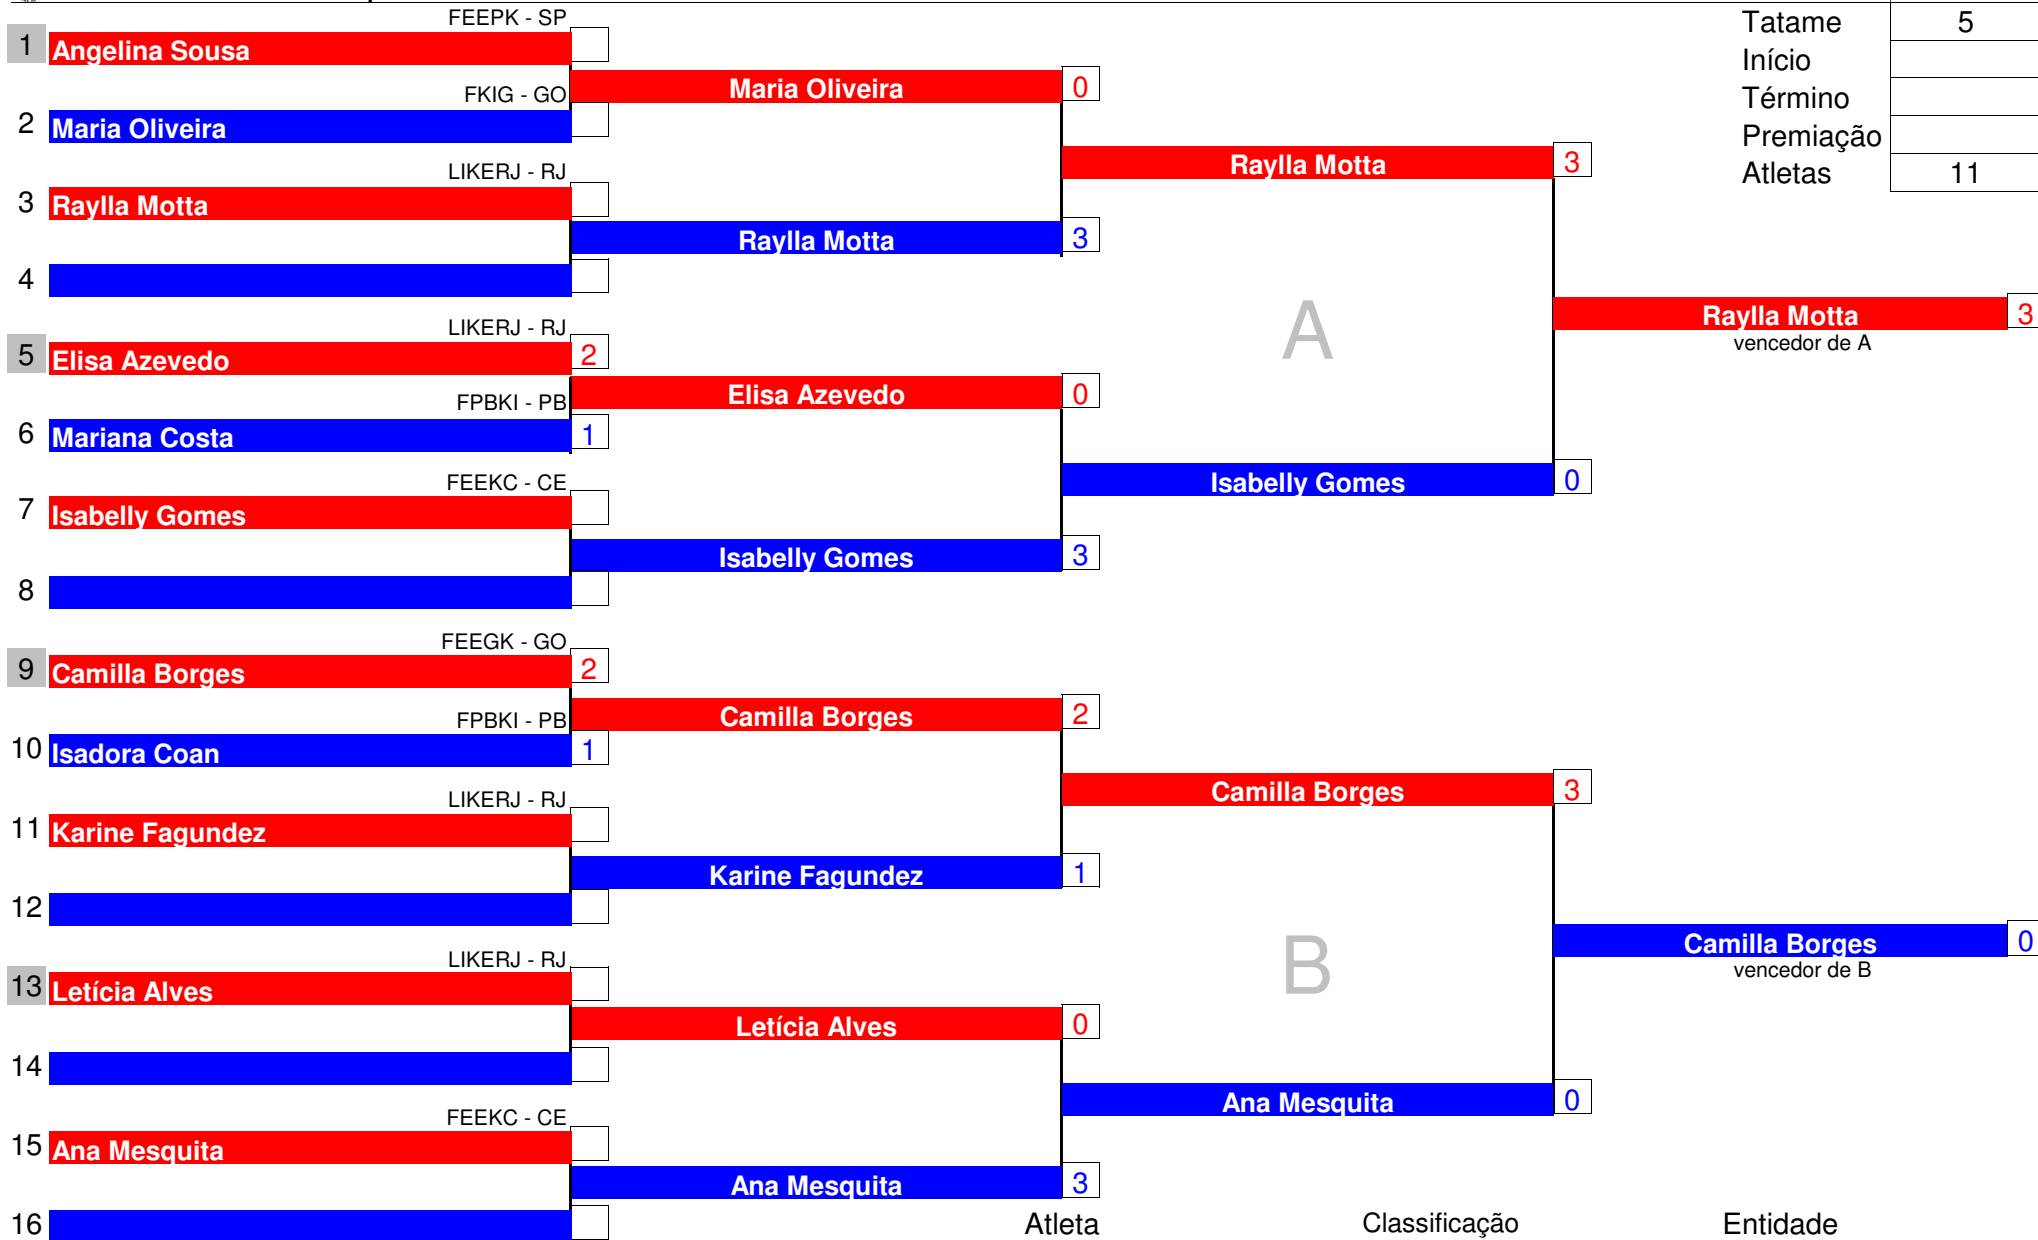 FEEPK - SP
Tatame 5
1 Angelina Sousa
Início
Maria Oliveira 0
FKIG - GO
Término
2 Maria Oliveira
Premiação
Raylla Motta 3
LIKERJ - RJ
Atletas 11
3 Raylla Motta
Raylla Motta 3
4
A
Raylla Motta 3
LIKERJ - RJ
vencedor de A
5 Elisa Azevedo 2
Elisa Azevedo 0
FPBKI - PB
6 Mariana Costa 1
FEEKC - CE
Isabelly Gomes 0
7 Isabelly Gomes
Isabelly Gomes 3
8
FEEGK - GO
9 Camilla Borges 2
Camilla Borges 2
FPBKI - PB
10 Isadora Coan 1
Camilla Borges 3
LIKERJ - RJ
11 Karine Fagundez
Karine Fagundez 1
12
B
Camilla Borges 0
LIKERJ - RJ
vencedor de B
13 Letícia Alves
Letícia Alves 0
14
Ana Mesquita 0
FEEKC - CE
15 Ana Mesquita
Ana Mesquita 3
16
Atleta Classificação Entidade